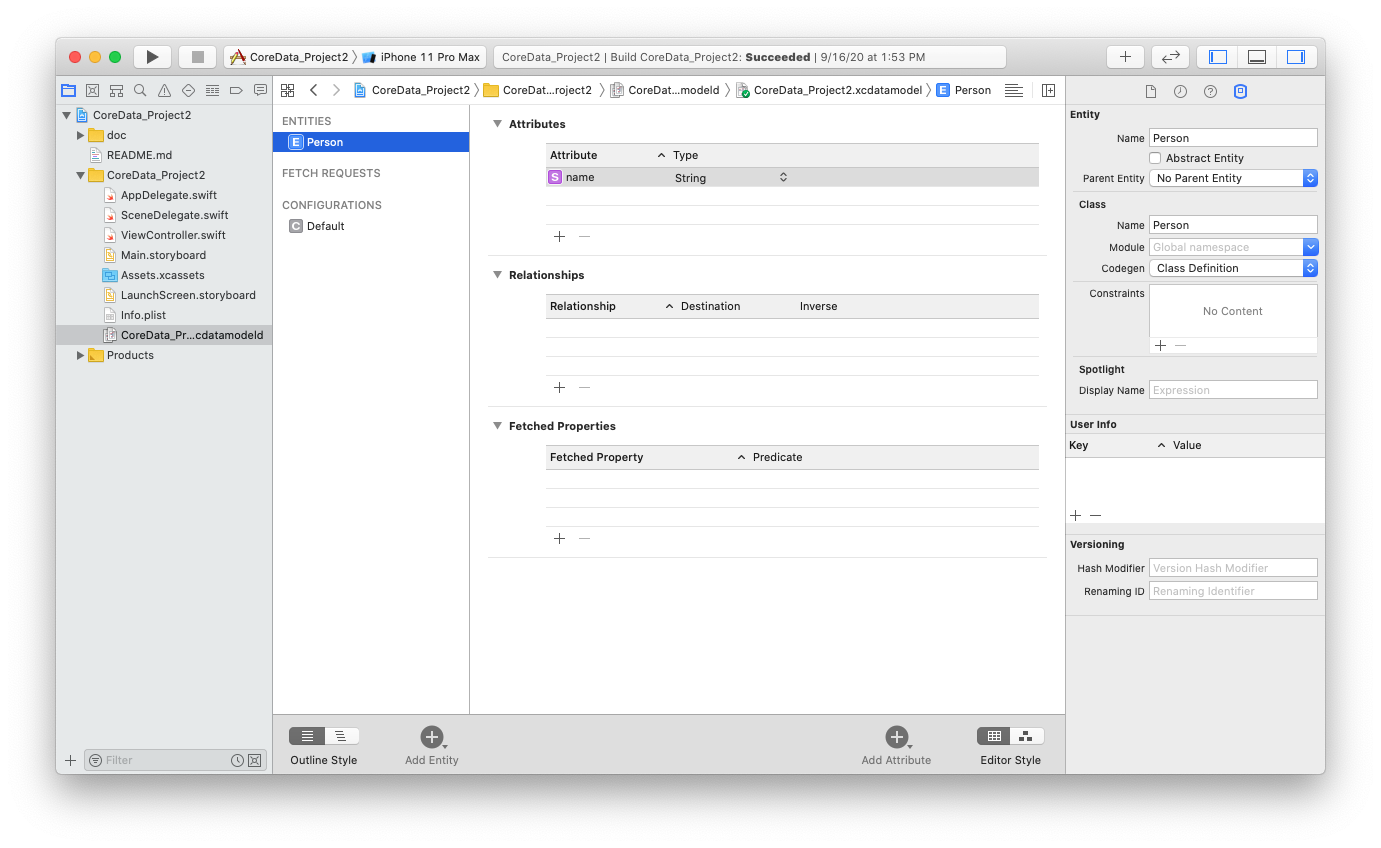 CoreData_Project2 iPhone 11 Pro Max
CoreData_Project2 | Build CoreData_Project2: Succeeded | 9/16/20 at 1:53 PM
CoreData_Project2
doc
README.md
CoreData_Project2
AppDelegate.swift
SceneDelegate.swift
ViewController.swift
Main.storyboard
Assets.xcassets
LaunchScreen.storyboard
Info.plist
CoreData_Pr...cdatamodeld
Products
Filter
CoreData_Project2 CoreDat...roject2 CoreDat...modeld CoreData_Project2.xcdatamodel E Person
ENTITIES
E Person
FETCH REQUESTS
CONFIGURATIONS
C Default
Attributes
Attribute Type
S name String
Relationships
Relationship Destination Inverse
Fetched Properties
Fetched Property Predicate
Outline Style
Add Entity
Add Attribute
Editor Style
Entity
Name Person
Abstract Entity
Parent Entity No Parent Entity
Class
Name Person
Module Global namespace
Codegen Class Definition
Constraints
No Content
Spotlight
Display Name Expression
User Info
Key Value
Versioning
Hash Modifier Version Hash Modifier
Renaming ID Renaming Identifier